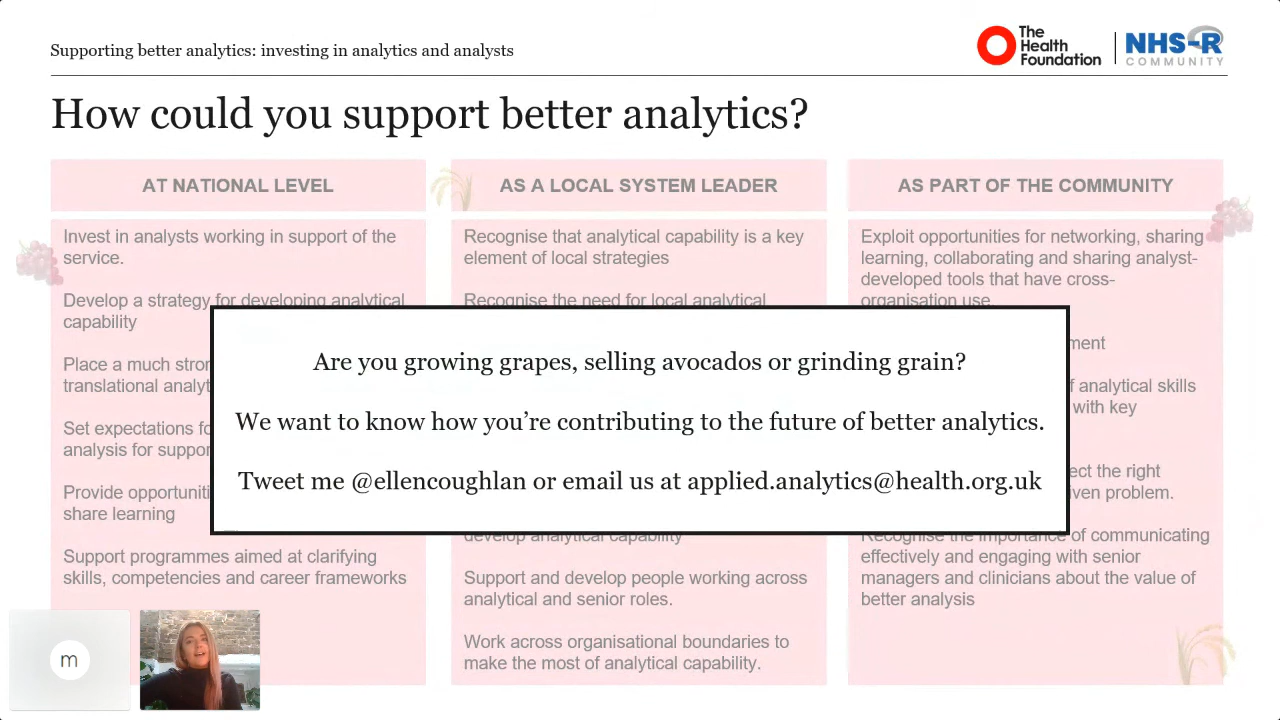 Supporting better analytics: investing in analytics and analysts
The
Health
Foundation
NHS-R
COMMUNITY
How could you support better analytics?
AT NATIONAL LEVEL
Invest in analysts working in support of the
service.
Develop a strategy for developing analytical
capability
Place a much
Set expectations
analysis for
Provide
share learning
Support programmes aimed at clarifying
skills, competencies and career frameworks
AS A LOCAL SYSTEM LEADER
Recognise that analytical capability is a key
element of local strategies
Recognise the need for local analytical
develop analytical capability
Support and develop people working across
analytical and senior roles.
Work across organisational boundaries to
make the most of analytical capability.
AS PART OF THE COMMUNITY
Exploit opportunities for networking, sharing
learning, collaborating and sharing analyst-
developed tools that have cross-
organisation use
analytical skills
with key
the right
problem.
Recognise the importance of communicating
effectively and engaging with senior
managers and clinicians about the value of
better analysis
Are you growing grapes, selling avocados or grinding grain?
We want to know how you’re contributing to the future of better analytics.
Tweet me @ellencoughlan or email us at applied.analytics@health.org.uk
m